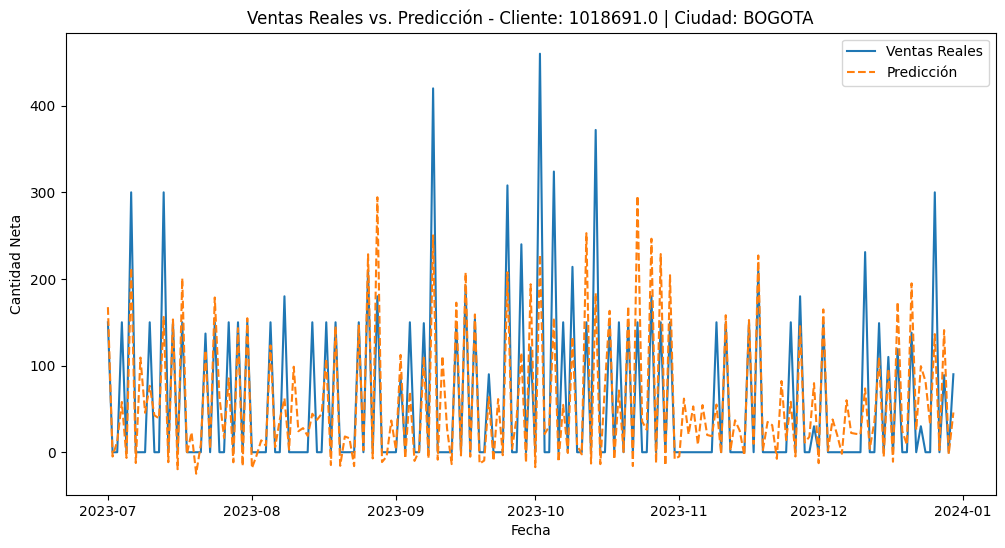 Ventas Reales vs. Predicción - Cliente: 1018691.0 | Ciudad: BOGOTA
Ventas Reales
Predicción
Cantidad Neta
400
300
200
100
0
2023-07
2023-08
2023-09
2023-10
2023-11
2023-12
2024-01
Fecha